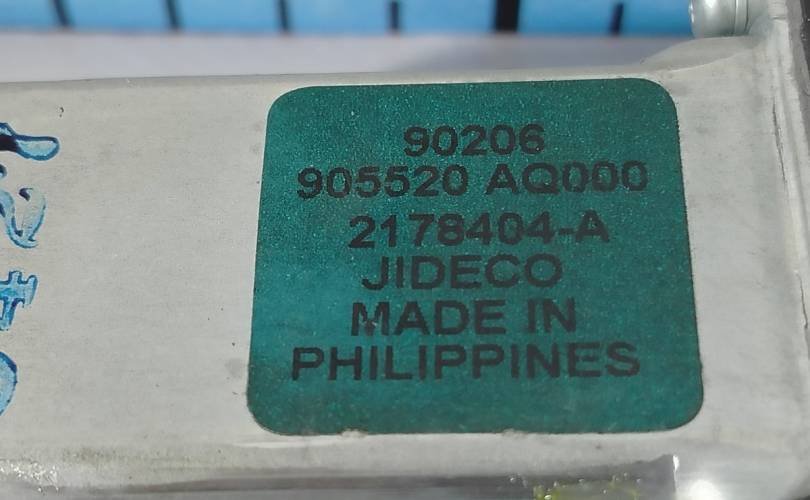 90206
905520 AQ000
2178404-A
JIDECO
MADE IN
PHILIPPINES